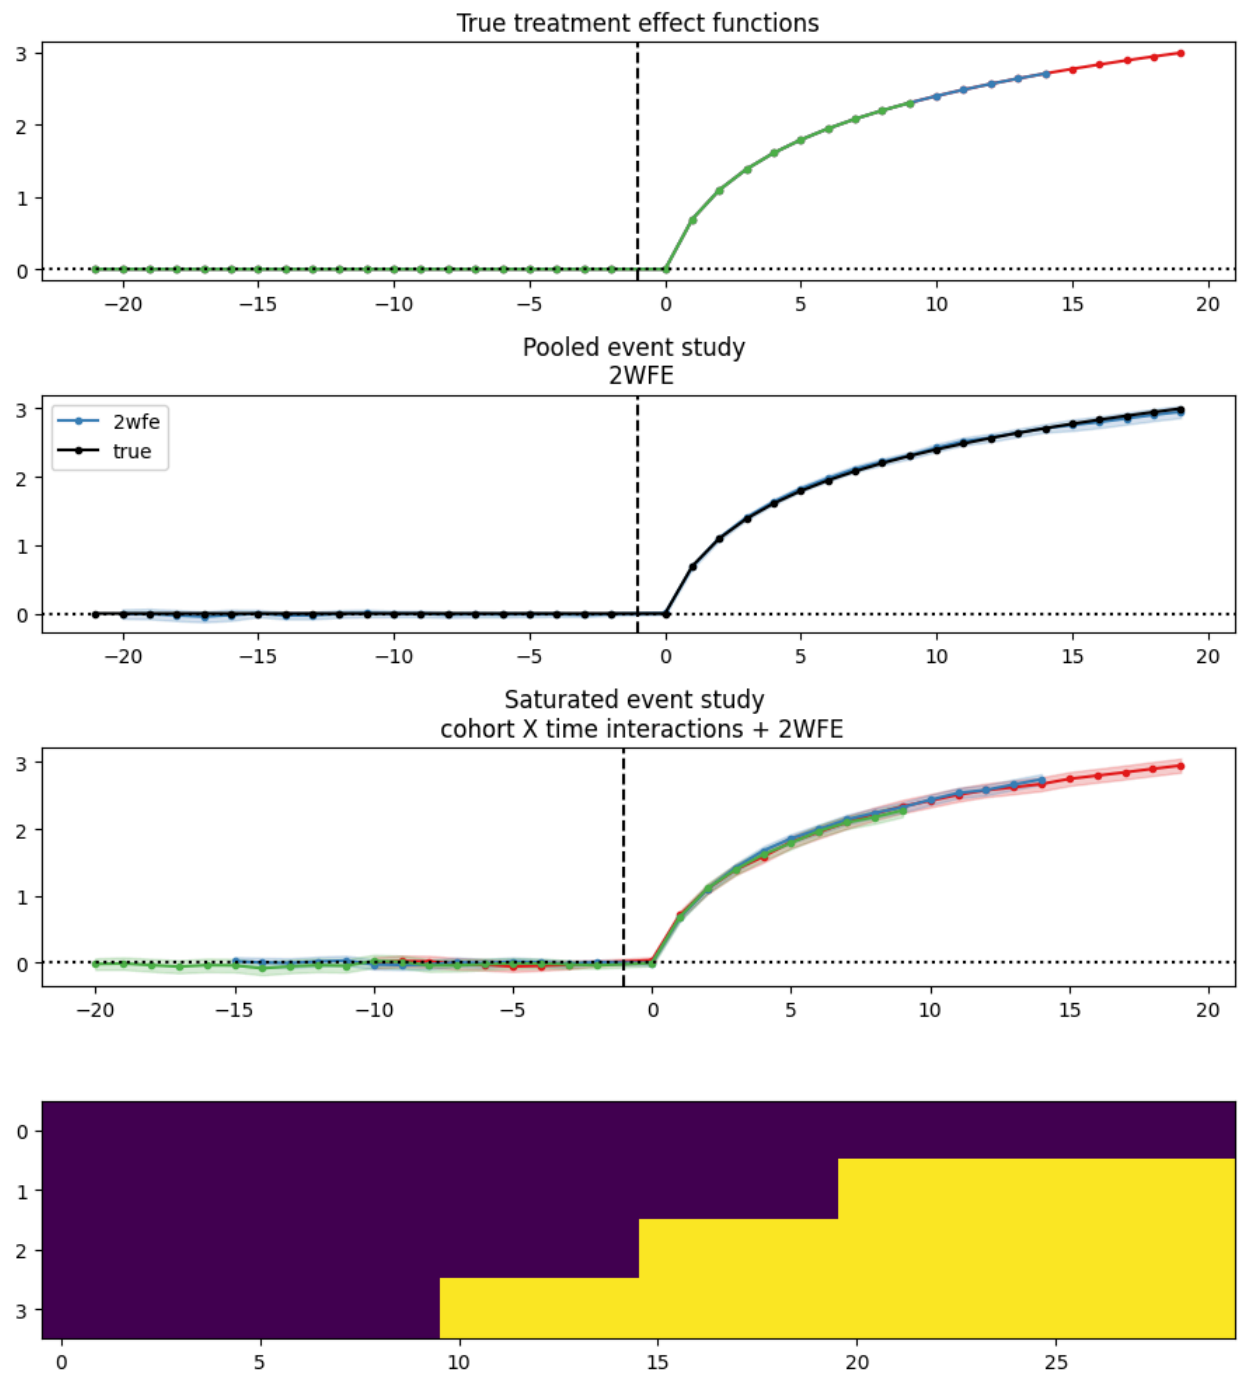 True treatment effect functions
3
2
1
0
−20 −15 −10 −5 0 5 10 15 20
Pooled event study
2WFE
2wfe
true
3
2
1
0
−20 −15 −10 −5 0 5 10 15 20
Saturated event study
cohort X time interactions + 2WFE
3
2
1
0
−20 −15 −10 −5 0 5 10 15 20
0
1
2
3
0 5 10 15 20 25